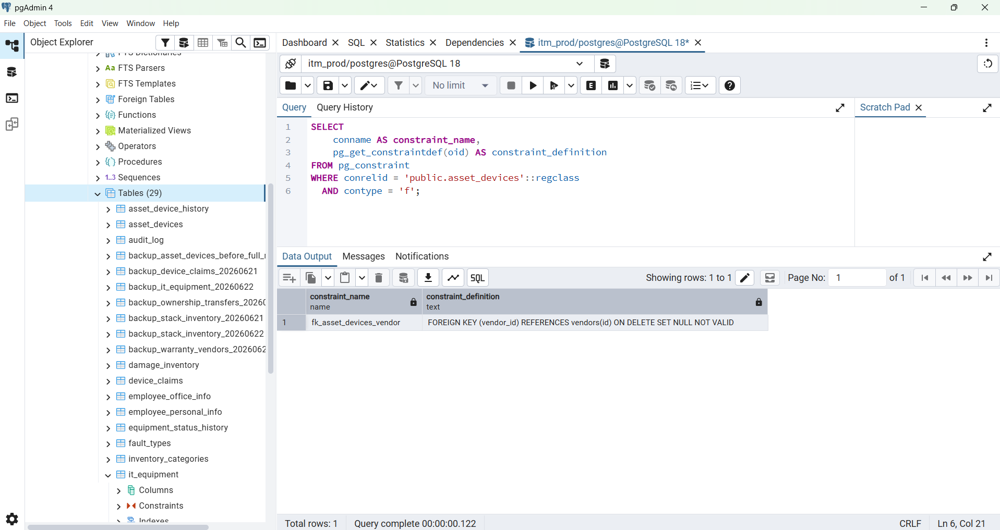 pgAdmin 4
File Object Tools Edit View Window Help
Object Explorer
FTS Dictionaries
FTS Parsers
FTS Templates
Foreign Tables
Functions
Materialized Views
Operators
Procedures
1..3 Sequences
Tables (29)
asset_device_history
asset_devices
audit_log
backup_asset_devices_before_full_
backup_device_claims_20260621
backup_it_equipment_20260622
backup_ownership_transfers_2026
backup_stack_inventory_20260621
backup_stack_inventory_20260622
backup_warranty_vendors_2026062
damage_inventory
device_claims
employee_office_info
employee_personal_info
equipment_status_history
fault_types
inventory_categories
it_equipment
Columns
Constraints
Indexes
Dashboard SQL Statistics Dependencies itm_prod/postgres@PostgreSQL 18*
itm_prod/postgres@PostgreSQL 18
No limit E
Query Query History
Scratch Pad
1 SELECT
2 conname AS constraint_name,
3 pg_get_constraintdef(oid) AS constraint_definition
4 FROM pg_constraint
5 WHERE conrelid = 'public.asset_devices'::regclass
6 AND contype = 'f';
Data Output Messages Notifications
SQL Showing rows: 1 to 1 Page No: 1 of 1
constraint_name constraint_definition
name text
1 fk_asset_devices_vendor FOREIGN KEY (vendor_id) REFERENCES vendors(id) ON DELETE SET NULL NOT VALID
Total rows: 1 Query complete 00:00:00.122 CRLF Ln 6, Col 21